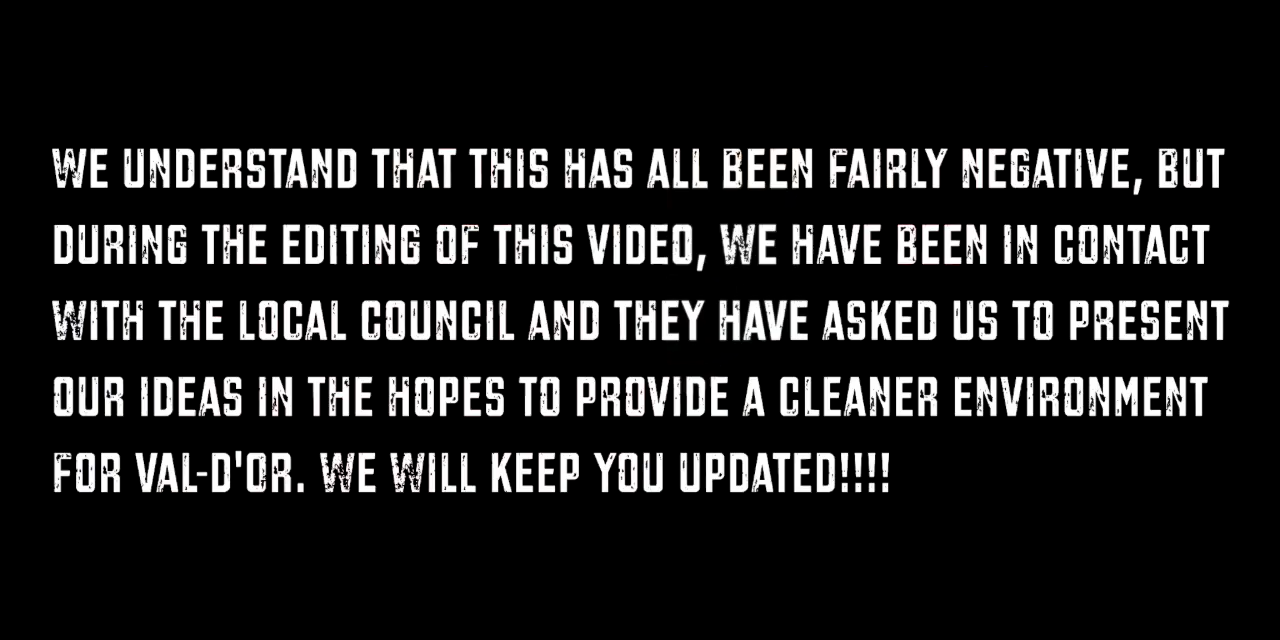 WE UNDERSTAND THAT THIS HAS ALL BEEN FAIRLY NEGATIVE, BUT
DURING THE EDITING OF THIS VIDEO, WE HAVE BEEN IN CONTACT
WITH THE LOCAL COUNCIL AND THEY HAVE ASKED US TO PRESENT
OUR IDEAS IN THE HOPES TO PROVIDE A CLEANER ENVIRONMENT
FOR VAL-D'OR. WE WILL KEEP YOU UPDATED!!!!